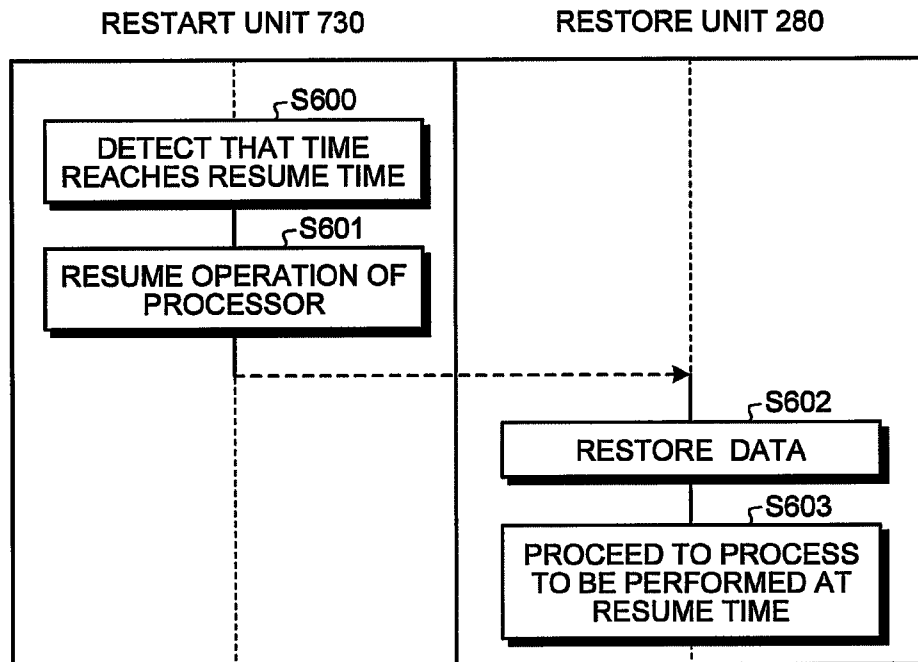 RESTART UNIT 730
RESTORE UNIT 280
S600
DETECT THAT TIME
REACHES RESUME TIME
S601
RESUME OPERATION OF
PROCESSOR
S602
RESTORE DATA
S603
PROCEED TO PROCESS
TO BE PERFORMED AT
RESUME TIME